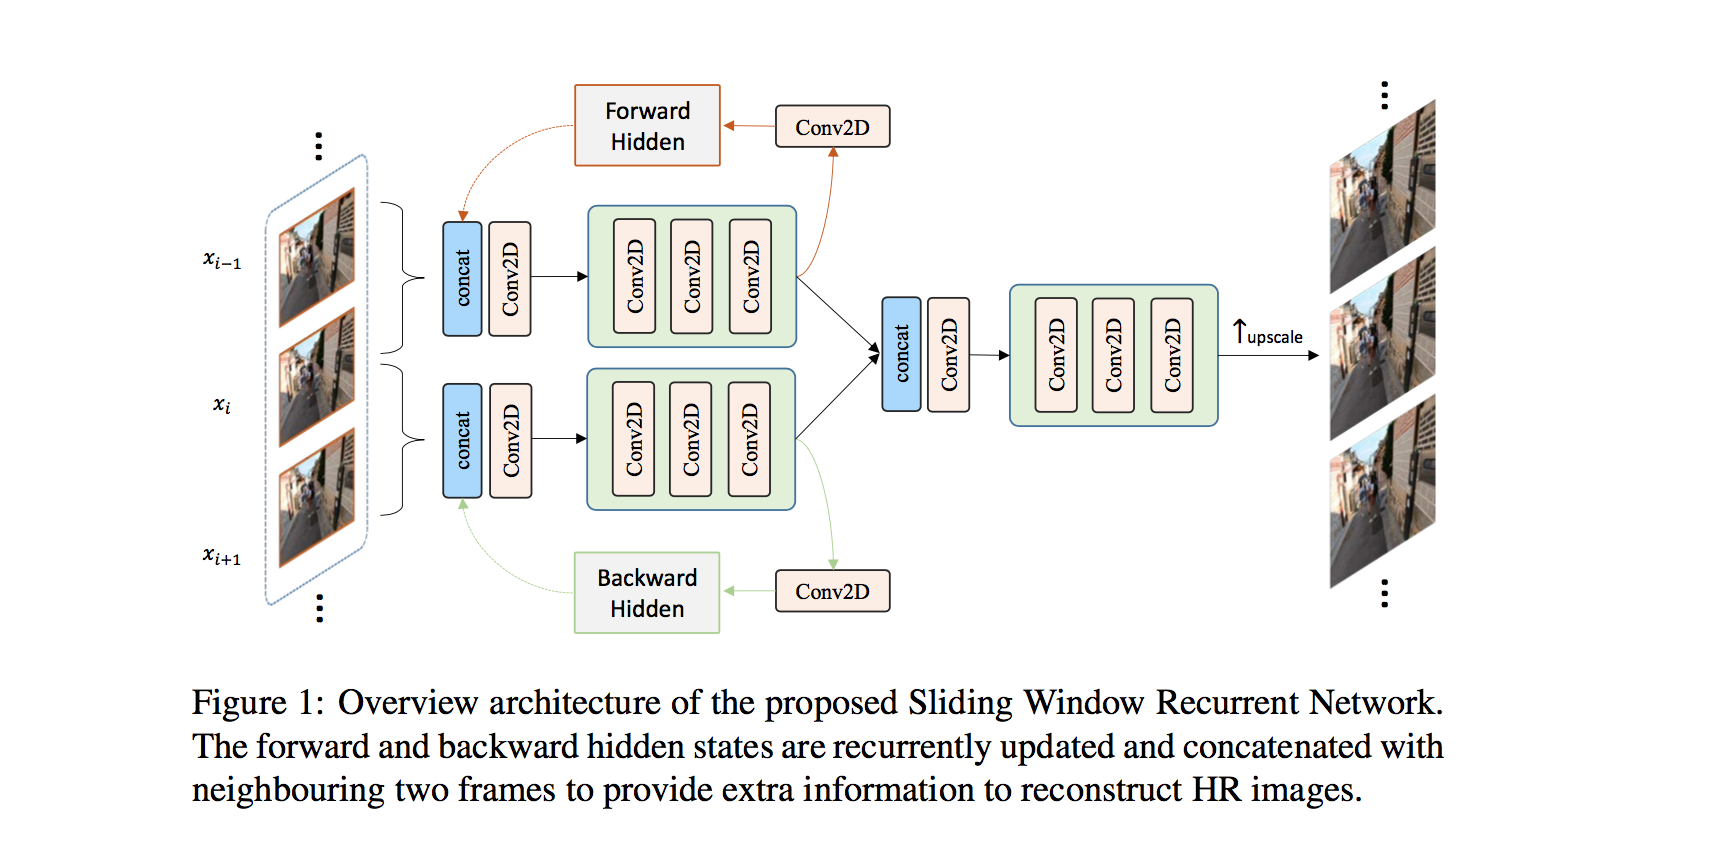 Forward
Hidden
Conv2D
x_{i−1}
concat
Conv2D
Conv2D
Conv2D
Conv2D
concat
Conv2D
Conv2D
Conv2D
Conv2D
↑upscale
x_i
concat
Conv2D
Conv2D
Conv2D
Conv2D
x_{i+1}
Backward
Hidden
Conv2D
Figure 1: Overview architecture of the proposed Sliding Window Recurrent Network.
The forward and backward hidden states are recurrently updated and concatenated with
neighbouring two frames to provide extra information to reconstruct HR images.